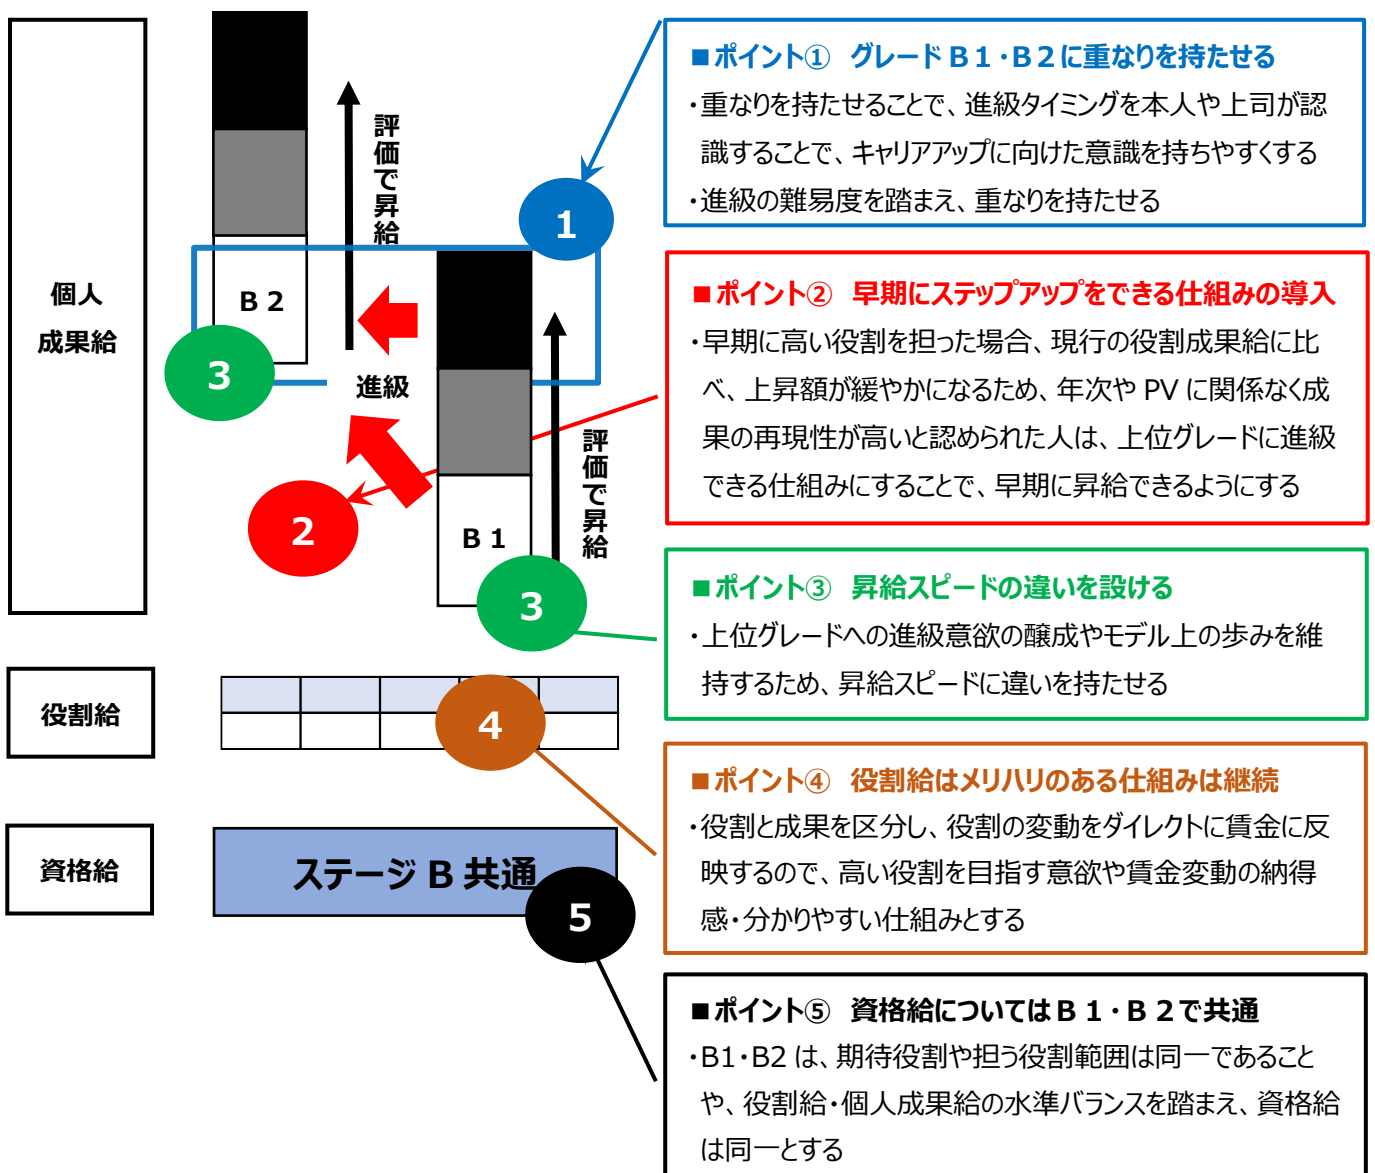 個人
成果給
評価で昇給
B 2
3
進級
1
2
B 1
3
評価で昇給
役割給
4
資格給
ステージ B 共通
5
■ポイント① グレード B１・B２に重なりを持たせる
・重なりを持たせることで、進級タイミングを本人や上司が認
識することで、キャリアアップに向けた意識を持ちやすくする
・進級の難易度を踏まえ、重なりを持たせる
■ポイント② 早期にステップアップをできる仕組みの導入
・早期に高い役割を担った場合、現行の役割成果給に比
べ、上昇額が緩やかになるため、年次や PV に関係なく成
果の再現性が高いと認められた人は、上位グレードに進級
できる仕組みにすることで、早期に昇給できるようにする
■ポイント③ 昇給スピードの違いを設ける
・上位グレードへの進級意欲の醸成やモデル上の歩みを維
持するため、昇給スピードに違いを持たせる
■ポイント④ 役割給はメリハリのある仕組みは継続
・役割と成果を区分し、役割の変動をダイレクトに賃金に反
映するので、高い役割を目指す意欲や賃金変動の納得
感・分かりやすい仕組みとする
■ポイント⑤ 資格給についてはＢ１・Ｂ２で共通
・B1・B2 は、期待役割や担う役割範囲は同一であること
や、役割給・個人成果給の水準バランスを踏まえ、資格給
は同一とする